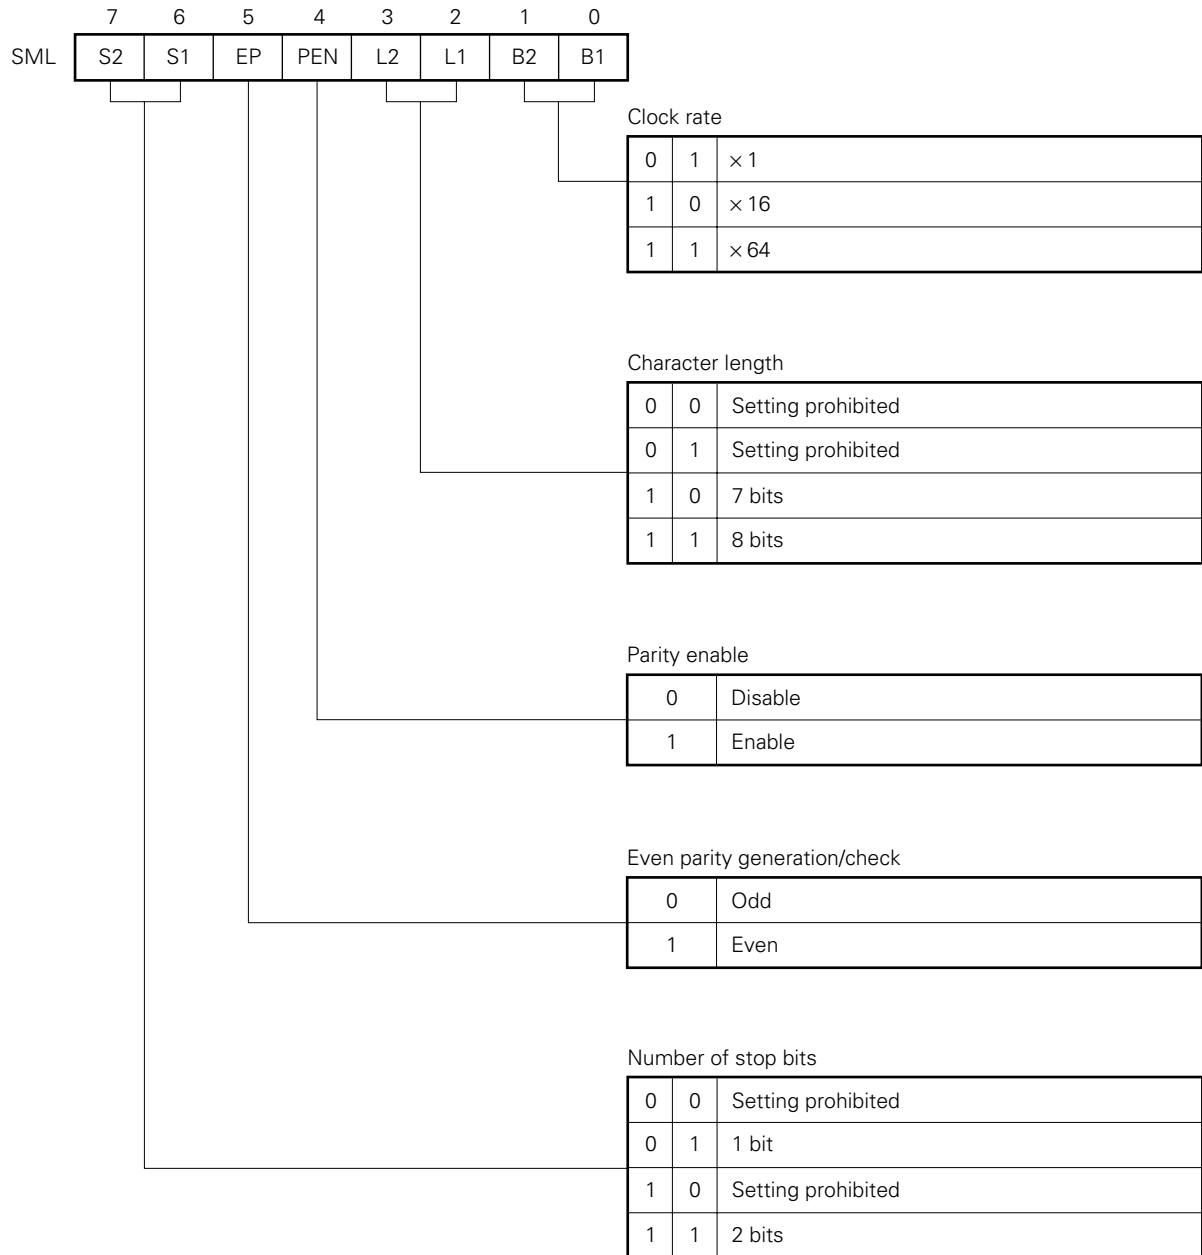 7 6 5 4 3 2 1 0
SML S2 S1 EP PEN L2 L1 B2 B1
Clock rate
0 1 × 1
1 0 × 16
1 1 × 64
Character length
0 0 Setting prohibited
0 1 Setting prohibited
1 0 7 bits
1 1 8 bits
Parity enable
0 Disable
1 Enable
Even parity generation/check
0 Odd
1 Even
Number of stop bits
0 0 Setting prohibited
0 1 1 bit
1 0 Setting prohibited
1 1 2 bits